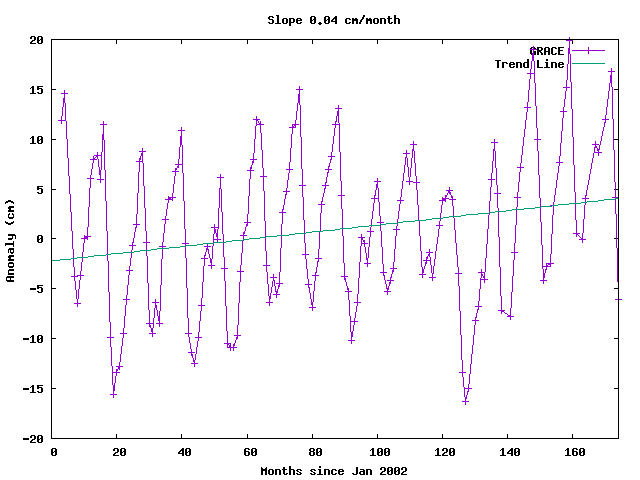 Slope 0.04 cm/month
GRACE
Trend Line
20
15
10
5
0
-5
-10
-15
-20
Anomaly (cm)
0 20 40 60 80 100 120 140 160
Months since Jan 2002